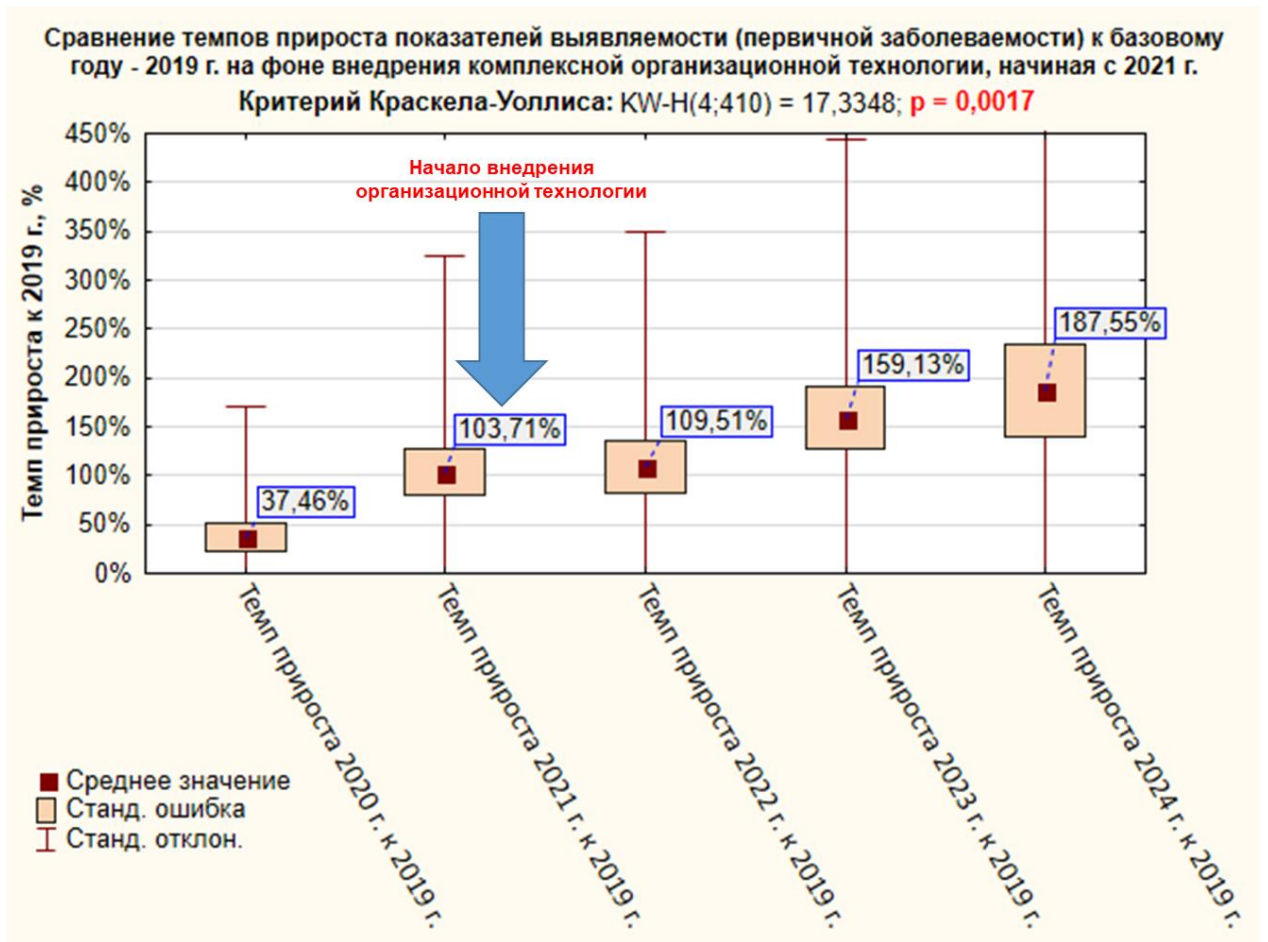 Сравнение темпов прироста показателей выявляемости (первичной заболеваемости) к базовому
году - 2019 г. на фоне внедрения комплексной организационной технологии, начиная с 2021 г.
Критерий Краскела-Уоллиса: KW-H(4;410) = 17,3348; p = 0,0017
Темп прироста к 2019 г., %
450%
400%
350%
300%
250%
200%
150%
100%
50%
0%
Начало внедрения
организационной технологии
37,46%
103,71%
109,51%
159,13%
187,55%
Темп прироста 2020 г. к 2019 г.
Темп прироста 2021 г. к 2019 г.
Темп прироста 2022 г. к 2019 г.
Темп прироста 2023 г. к 2019 г.
Темп прироста 2024 г. к 2019 г.
Среднее значение
Станд. ошибка
Станд. отклон.